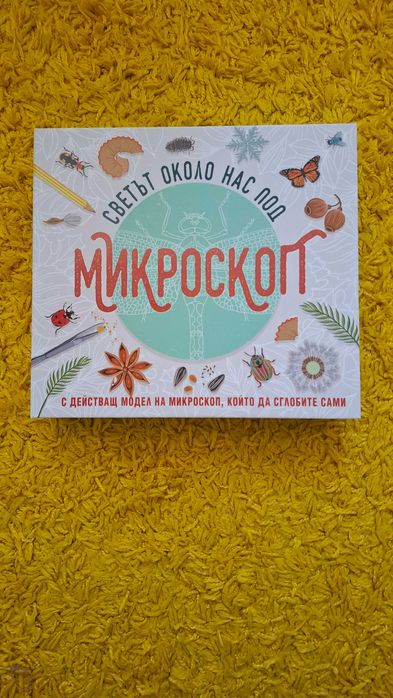 СВЕТЪТ ОКОЛО НАС ПОД
МИКРОСКОП
С ДЕЙСТВАЩ МОДЕЛ НА МИКРОСКОП, КОЙТО ДА СГЛОБИТЕ САМИ